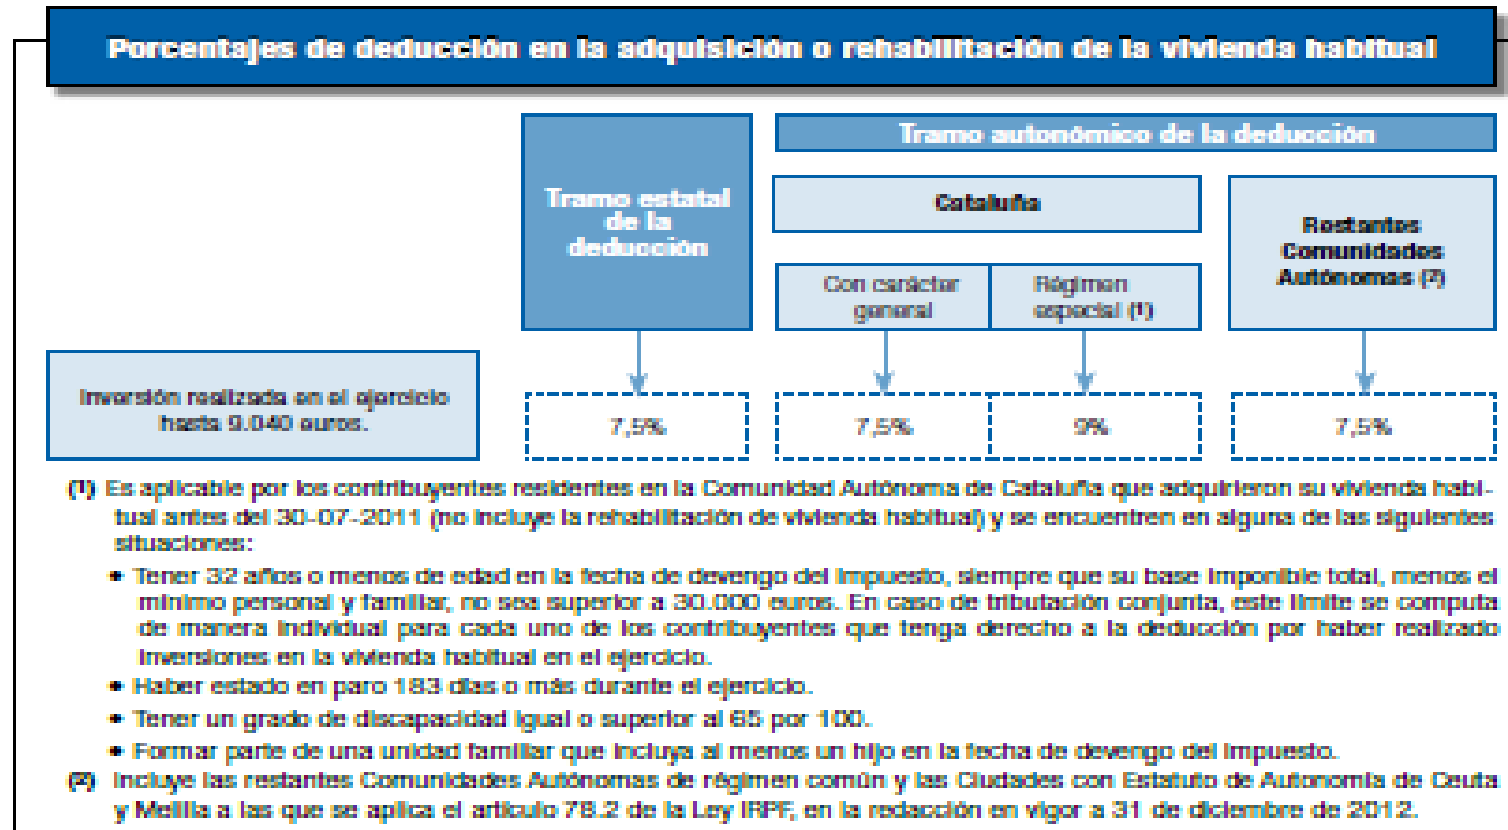 Porcentajes de deducción en la adquisición o rehabilitación de la vivienda habitual
Tramo estatal
de la
deducción
Tramo autonómico de la deducción
Cataluña
Con carácter
general
Régimen
especial (1)
Restantes
Comunidades
Autónomas (2)
Inversión realizada en el ejercicio
hasta 9.040 euros.
7,5%
7,5%
9%
7,5%
(1) Es aplicable por los contribuyentes residentes en la Comunidad Autónoma de Cataluña que adquirieron su vivienda habi-
tual antes del 30-07-2011 (no incluye la rehabilitación de vivienda habitual) y se encuentren en alguna de las siguientes
situaciones:
• Tener 32 años o menos de edad en la fecha de devengo del Impuesto, siempre que su base imponible total, menos el
mínimo personal y familiar, no sea superior a 30.000 euros. En caso de tributación conjunta, este límite se computa
de manera individual para cada uno de los contribuyentes que tenga derecho a la deducción por haber realizado
inversiones en la vivienda habitual en el ejercicio.
• Haber estado en paro 183 días o más durante el ejercicio.
• Tener un grado de discapacidad igual o superior al 65 por 100.
• Formar parte de una unidad familiar que incluya al menos un hijo en la fecha de devengo del Impuesto.
(2) Incluye las restantes Comunidades Autónomas de régimen común y las Ciudades con Estatuto de Autonomía de Ceuta
y Melilla a las que se aplica el artículo 78.2 de la Ley IRPF, en la redacción en vigor a 31 de diciembre de 2012.